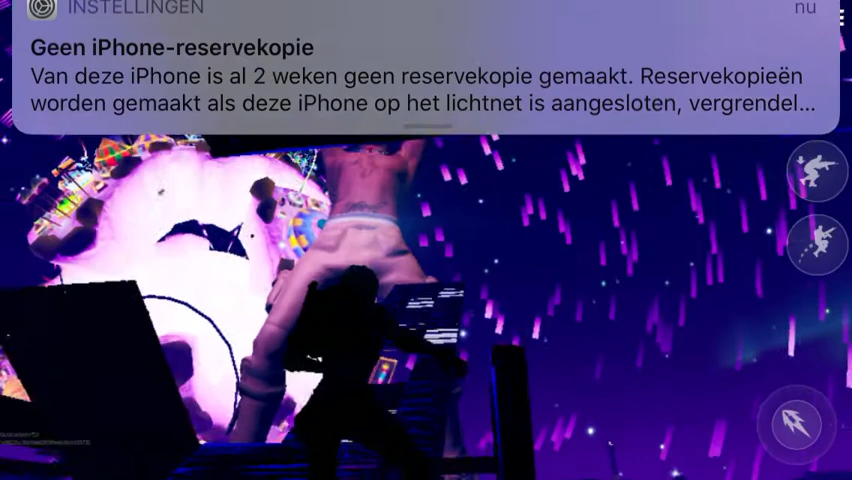 INSTELLINGEN
nu
Geen iPhone-reservekopie
Van deze iPhone is al 2 weken geen reservekopie gemaakt. Reservekopieën
worden gemaakt als deze iPhone op het lichtnet is aangesloten, vergrendel...